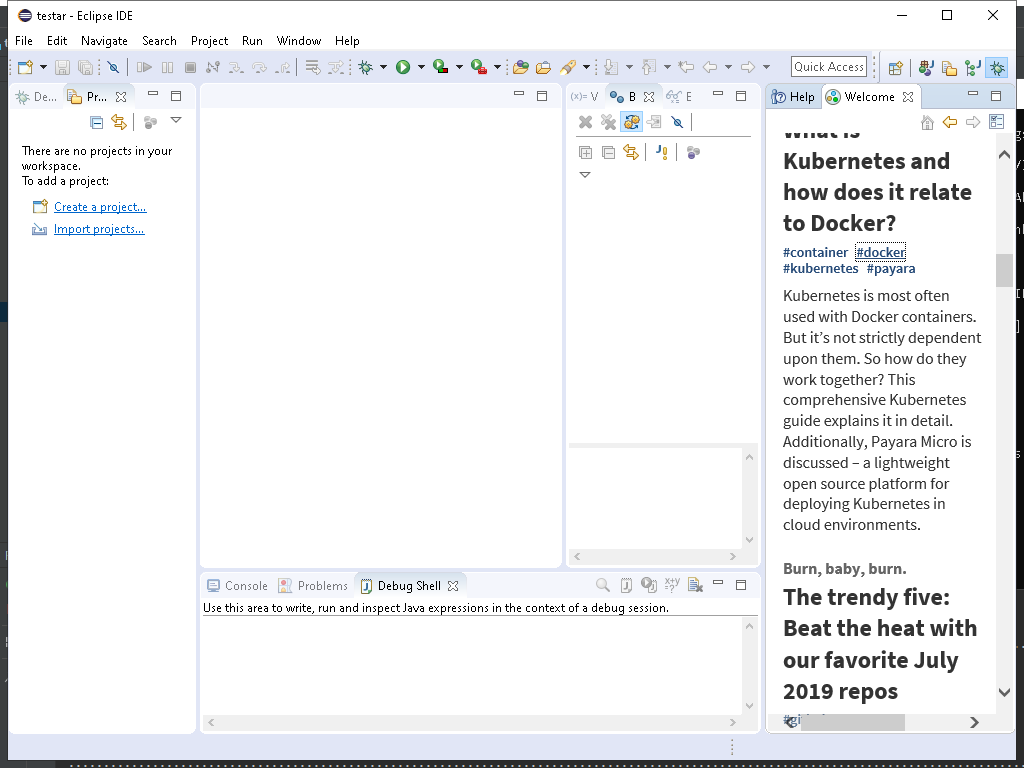 testar - Eclipse IDE
File Edit Navigate Search Project Run Window Help
Quick Access
De... Pr...
There are no projects in your
workspace.
To add a project:
Create a project...
Import projects...
(x)= V B E
Help Welcome
What is
Kubernetes and
how does it relate
to Docker?
#container #docker
#kubernetes #payara
Kubernetes is most often
used with Docker containers.
But it’s not strictly dependent
upon them. So how do they
work together? This
comprehensive Kubernetes
guide explains it in detail.
Additionally, Payara Micro is
discussed – a lightweight
open source platform for
deploying Kubernetes in
cloud environments.
Burn, baby, burn.
The trendy five:
Beat the heat with
our favorite July
2019 repos
Console Problems Debug Shell
Use this area to write, run and inspect Java expressions in the context of a debug session.